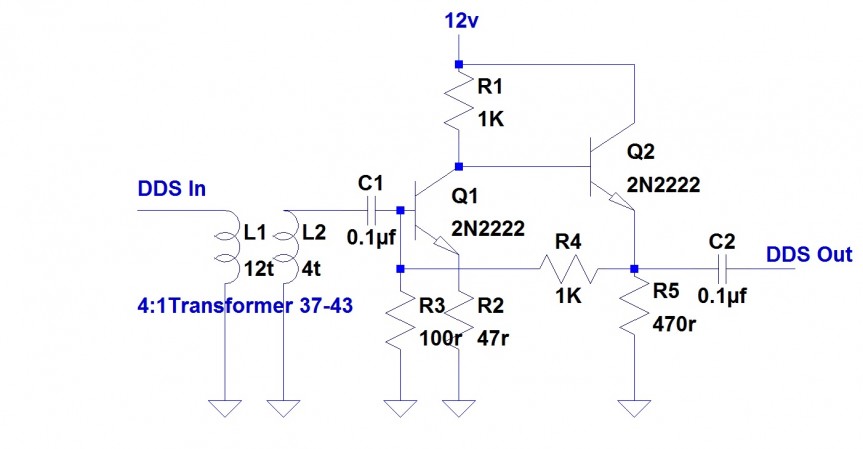 12v
R1
1K
Q2
2N2222
DDS In
C1
0.1µf
Q1
2N2222
L1
12t
L2
4t
R4
1K
C2
0.1µf
DDS Out
4:1Transformer 37-43
R3
100r
R2
47r
R5
470r